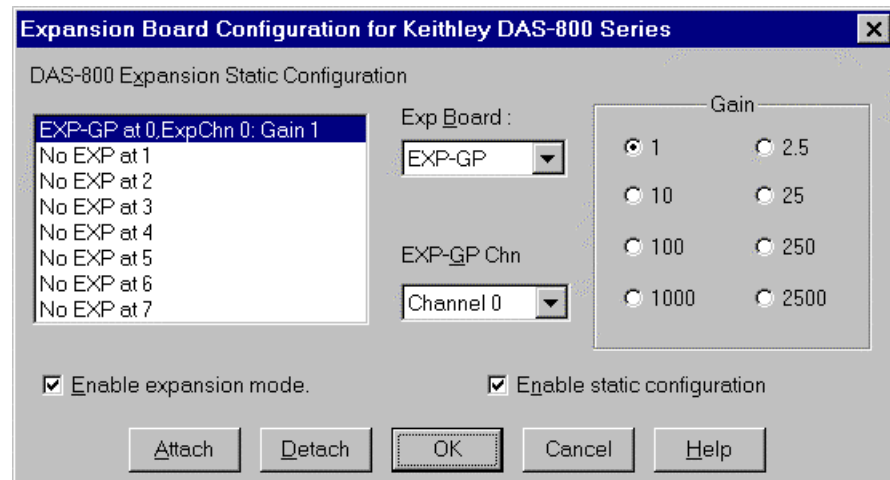 Expansion Board Configuration for Keithley DAS-800 Series
DAS-800 Expansion Static Configuration
EXP-GP at 0,ExpChn 0: Gain 1
No EXP at 1
No EXP at 2
No EXP at 3
No EXP at 4
No EXP at 5
No EXP at 6
No EXP at 7
Exp Board :
EXP-GP
EXP-GP Chn
Channel 0
Gain
1 2.5
10 25
100 250
1000 2500
Enable expansion mode. Enable static configuration
Attach Detach OK Cancel Help